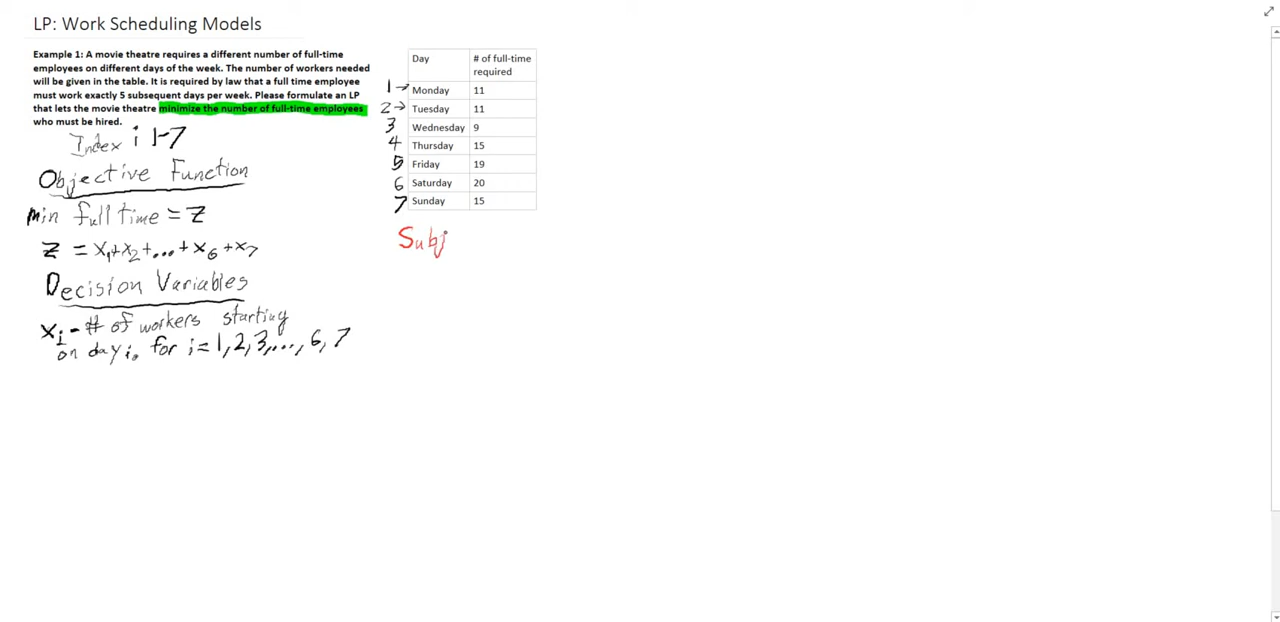 LP: Work Scheduling Models
Example 1: A movie theatre requires a different number of full-time
employees on different days of the week. The number of workers needed
will be given in the table. It is required by law that a full time employee
must work exactly 5 subsequent days per week. Please formulate an LP
that lets the movie theatre minimize the number of full-time employees
who must be hired.
Index i 1-7
Objective Function
min full time = Z
Z = x1+x2+...+x6+x7
Decision Variables
xi - # of workers starting
on day i. for i=1,2,3,...,6,7
Day # of full-time
required
1→ Monday 11
2→ Tuesday 11
3 Wednesday 9
4 Thursday 15
5 Friday 19
6 Saturday 20
7 Sunday 15
Subj